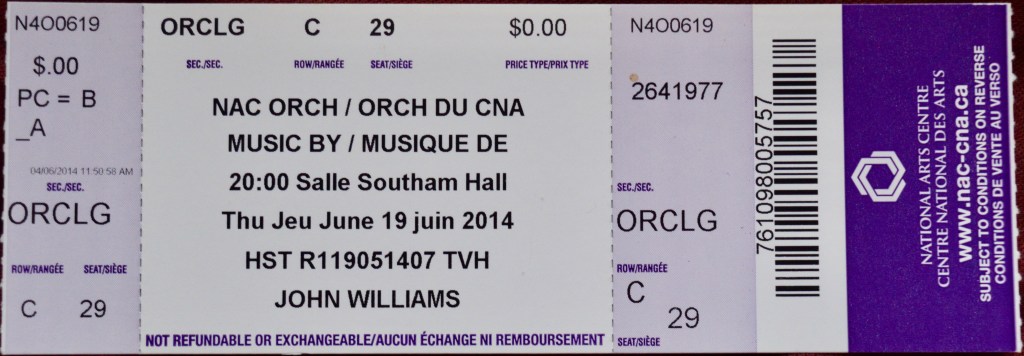 N4O0619
$.00
PC = B
_A
04/06/2014 11:50:58 AM
SEC./SEC.
ORCLG
ROW/RANGÉE SEAT/SIÈGE
C 29
ORCLG C 29 $0.00
SEC./SEC. ROW/RANGÉE SEAT/SIÈGE PRICE TYPE/PRIX TYPE
NAC ORCH / ORCH DU CNA
MUSIC BY / MUSIQUE DE
20:00 Salle Southam Hall
Thu Jeu June 19 juin 2014
HST R119051407 TVH
JOHN WILLIAMS
NOT REFUNDABLE OR EXCHANGEABLE/AUCUN ÉCHANGE NI REMBOURSEMENT
N4O0619
2641977
SEC./SEC.
ORCLG
ROW/RANGÉE
C
29
SEAT/SIÈGE
761098005757
NATIONAL ARTS CENTRE
CENTRE NATIONAL DES ARTS
www.nac-cna.ca
SUBJECT TO CONDITIONS ON REVERSE
CONDITIONS DE VENTE AU VERSO